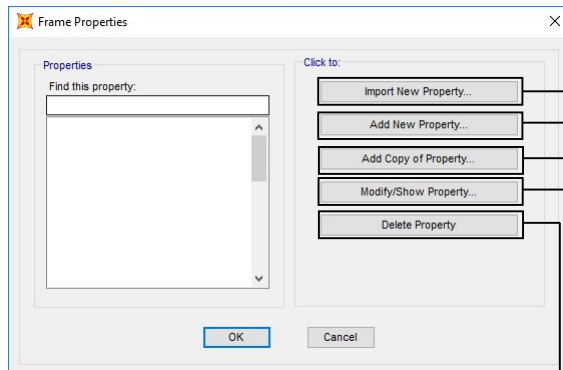 Frame Properties
Properties
Find this property:
Click to:
Import New Property...
Add New Property...
Add Copy of Property...
Modify/Show Property...
Delete Property
OK
Cancel